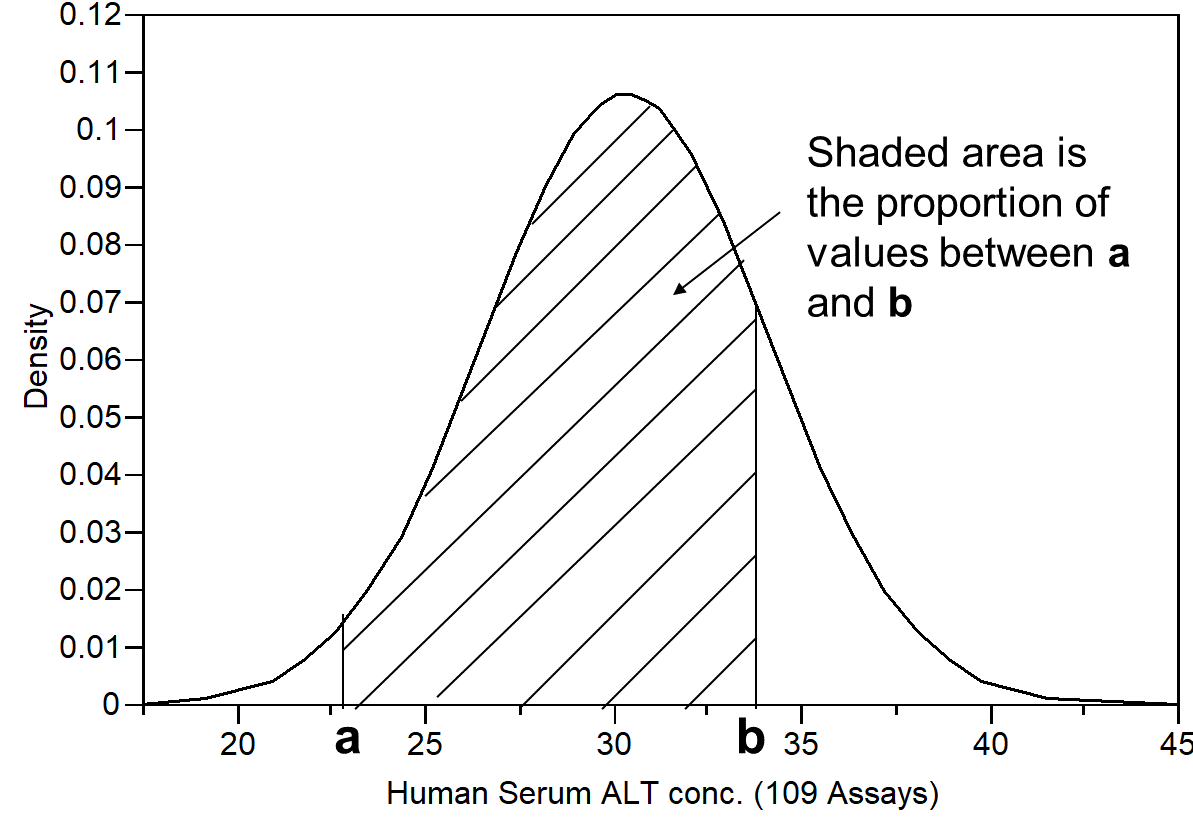 0.12
0.11
0.1
0.09
0.08
0.07
0.06
0.05
0.04
0.03
0.02
0.01
0
Density
Shaded area is
the proportion of
values between a
and b
20 a 25 30 b 35 40 45
Human Serum ALT conc. (109 Assays)